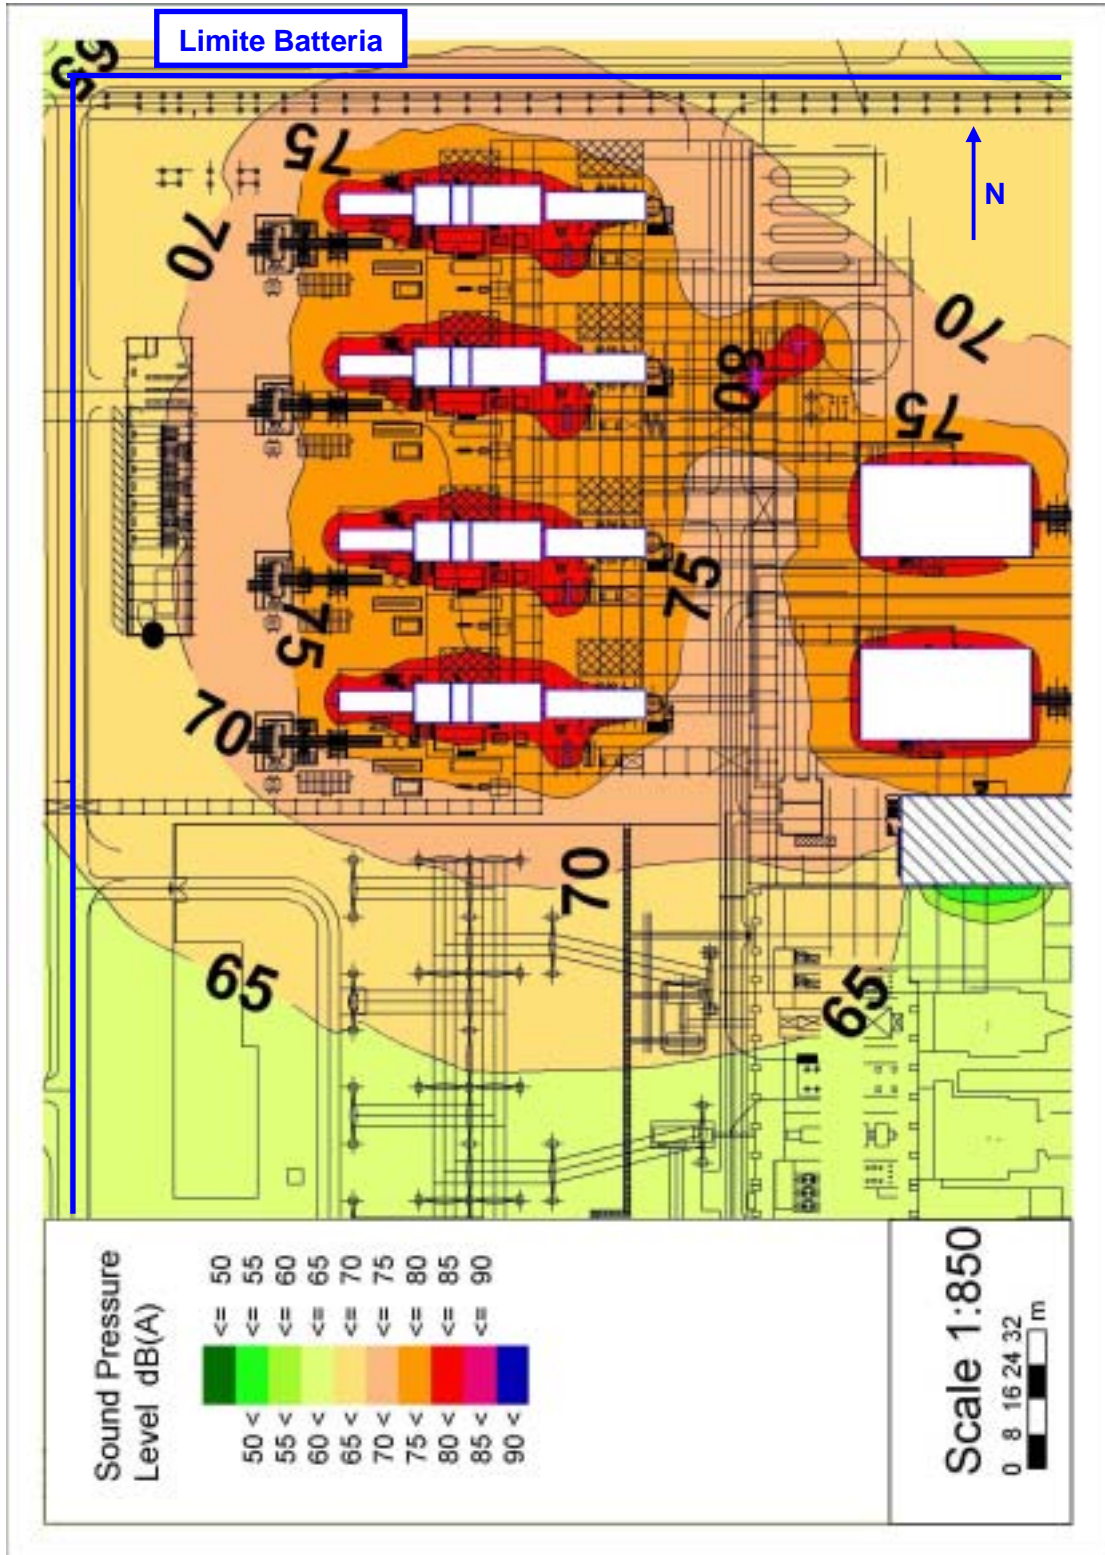 Limite Batteria
65
75
N
70
70
80
75
75
75
70
70
65
65
Sound Pressure
Level dB(A)
<= 50
50 < <= 55
55 < <= 60
60 < <= 65
65 < <= 70
70 < <= 75
75 < <= 80
80 < <= 85
85 < <= 90
90 <
Scale 1:850
0 8 16 24 32
m